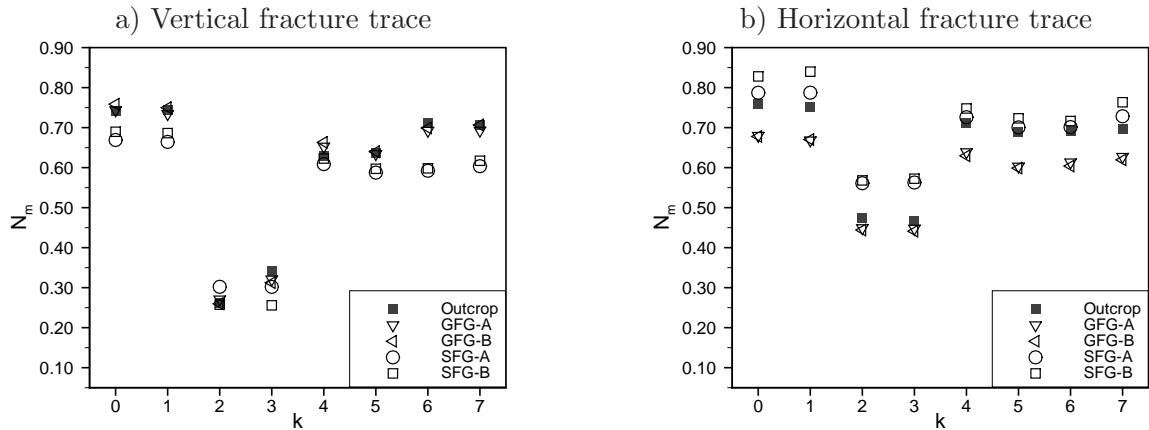 a) Vertical fracture trace
0.90
0.80
0.70
0.60
0.50
0.40
0.30
0.20
0.10
N_m
0 1 2 3 4 5 6 7
k
Outcrop
GFG-A
GFG-B
SFG-A
SFG-B
b) Horizontal fracture trace
0.90
0.80
0.70
0.60
0.50
0.40
0.30
0.20
0.10
N_m
0 1 2 3 4 5 6 7
k
Outcrop
GFG-A
GFG-B
SFG-A
SFG-B